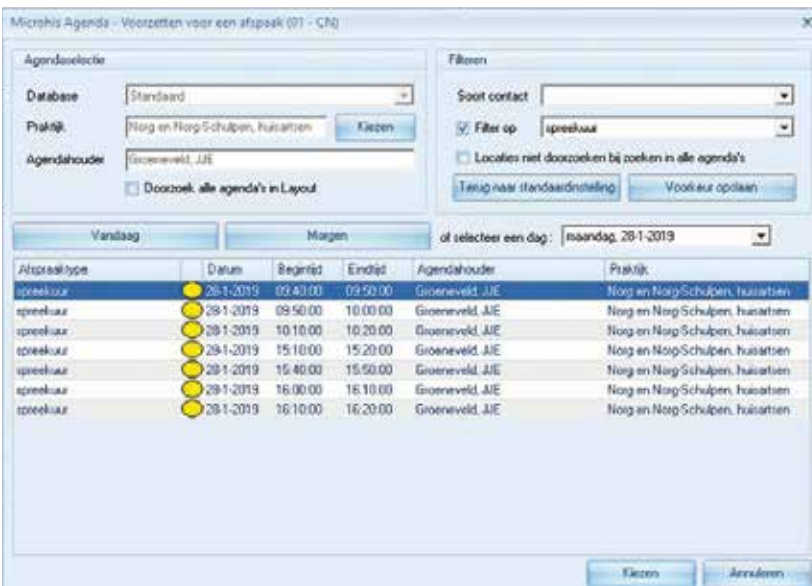 Microhis Agenda - Voorzetten voor een afspraak (01 - CN)
Agendaselectie
Database Standaard
Praktijk Norg en Norg-Schulpen, huisartsen Kiezen
Agendahouder Groeneveld, JJE
Doorzoek alle agenda's in Layout
Filteren
Soort contact
Filter op spreekuur
Locaties niet doorzoeken bij zoeken in alle agenda's
Terug naar standaardinstelling Voorkeur opslaan
Vandaag Morgen of selecteer een dag: maandag, 28-1-2019
Afspraaktype Datum Begintijd Eindtijd Agendahouder Praktijk
spreekuur 28-1-2019 09:40:00 09:50:00 Groeneveld, JJE Norg en Norg-Schulpen, huisartsen
spreekuur 28-1-2019 09:50:00 10:00:00 Groeneveld, JJE Norg en Norg-Schulpen, huisartsen
spreekuur 28-1-2019 10:10:00 10:20:00 Groeneveld, JJE Norg en Norg-Schulpen, huisartsen
spreekuur 28-1-2019 15:10:00 15:20:00 Groeneveld, JJE Norg en Norg-Schulpen, huisartsen
spreekuur 28-1-2019 15:40:00 15:50:00 Groeneveld, JJE Norg en Norg-Schulpen, huisartsen
spreekuur 28-1-2019 16:00:00 16:10:00 Groeneveld, JJE Norg en Norg-Schulpen, huisartsen
spreekuur 28-1-2019 16:10:00 16:20:00 Groeneveld, JJE Norg en Norg-Schulpen, huisartsen
Kiezen Annuleren